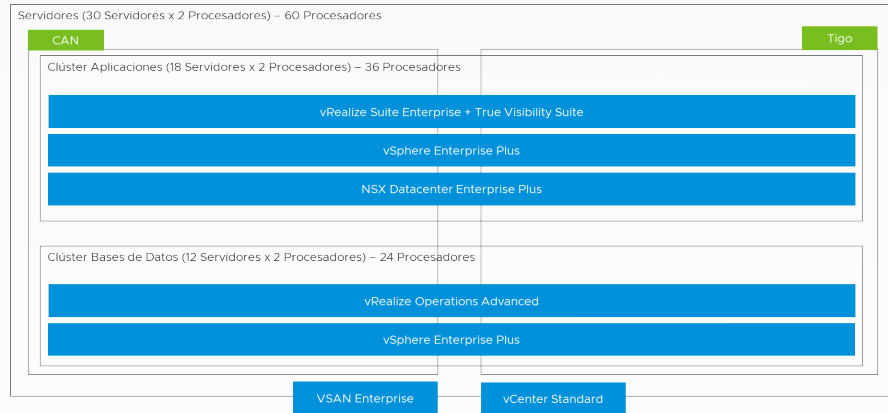 Servidores (30 Servidores x 2 Procesadores) – 60 Procesadores
CAN
Tigo
Clúster Aplicaciones (18 Servidores x 2 Procesadores) – 36 Procesadores
vRealize Suite Enterprise + True Visibility Suite
vSphere Enterprise Plus
NSX Datacenter Enterprise Plus
Clúster Bases de Datos (12 Servidores x 2 Procesadores) – 24 Procesadores
vRealize Operations Advanced
vSphere Enterprise Plus
VSAN Enterprise
vCenter Standard